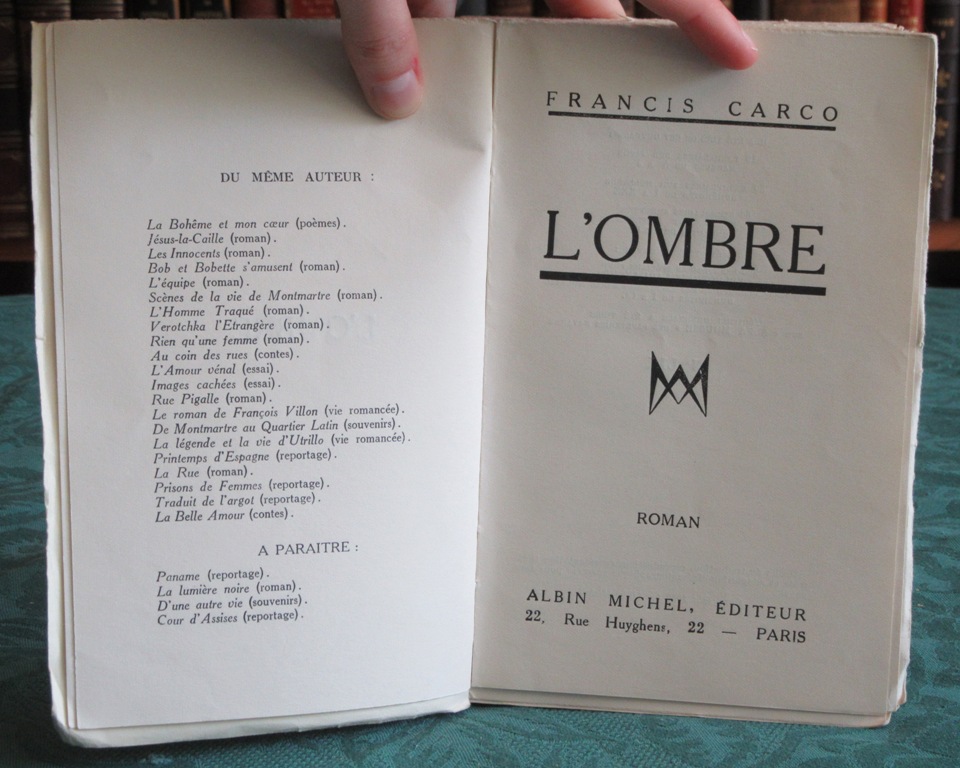 DU MÊME AUTEUR :
La Bohême et mon cœur (poèmes).
Jésus-la-Caille (roman).
Les Innocents (roman).
Bob et Bobette s'amusent (roman).
L'équipe (roman).
Scènes de la vie de Montmartre (roman).
L'Homme Traqué (roman).
Verotchka l'Etrangère (roman).
Rien qu'une femme (roman).
Au coin des rues (contes).
L'Amour vénal (essai).
Images cachées (essai).
Rue Pigalle (roman).
Le roman de François Villon (vie romancée).
De Montmartre au Quartier Latin (souvenirs).
La légende et la vie d'Utrillo (vie romancée).
Printemps d'Espagne (reportage).
La Rue (roman).
Prisons de Femmes (reportage).
Traduit de l'argot (reportage).
La Belle Amour (contes).
A PARAITRE :
Paname (reportage).
La lumière noire (roman).
D'une autre vie (souvenirs).
Cour d'Assises (reportage).
FRANCIS CARCO
L'OMBRE
ROMAN
ALBIN MICHEL, ÉDITEUR
22, Rue Huyghens, 22 — PARIS